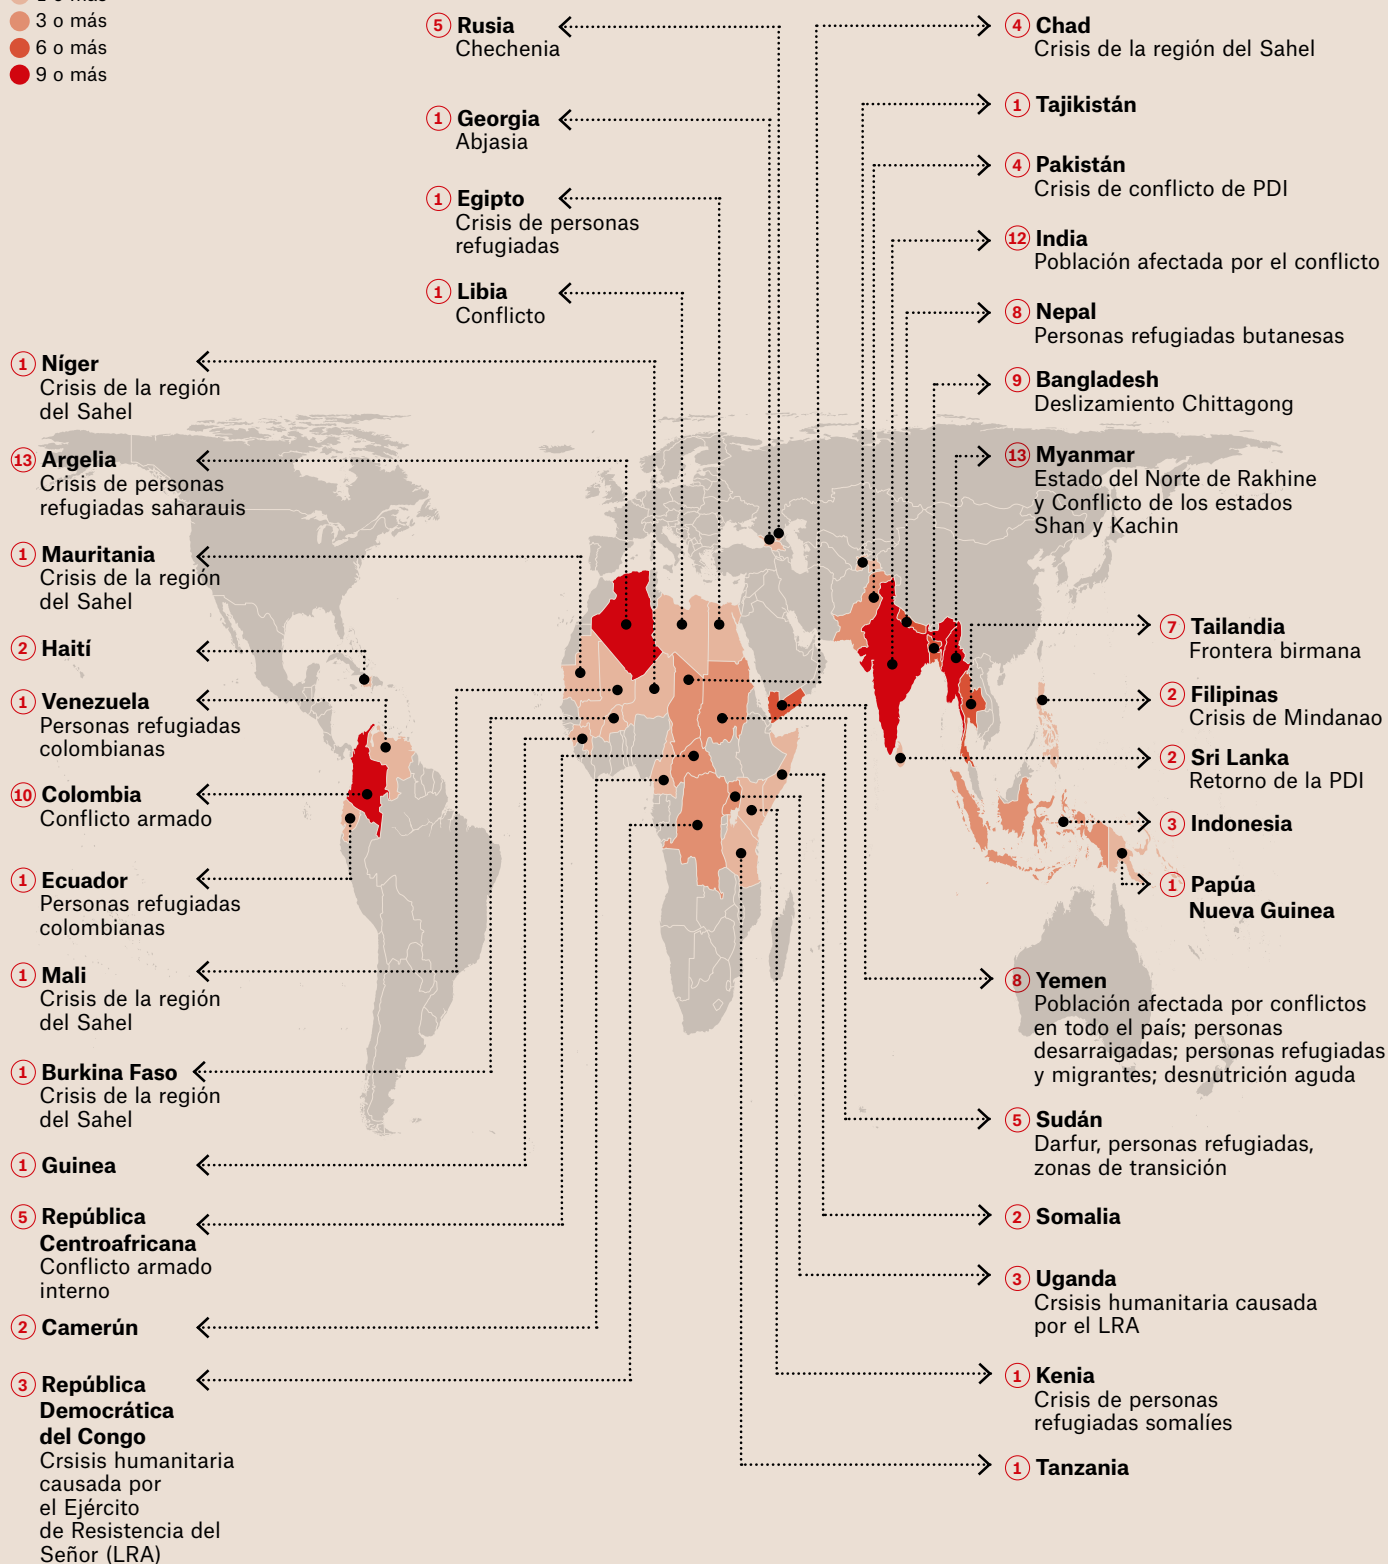 3 o más
6 o más
9 o más
5 Rusia
Chechenia
1 Georgia
Abjasia
1 Egipto
Crisis de personas
refugiadas
1 Libia
Conflicto
1 Níger
Crisis de la región
del Sahel
13 Argelia
Crisis de personas
refugiadas saharauis
1 Mauritania
Crisis de la región
del Sahel
2 Haití
1 Venezuela
Personas refugiadas
colombianas
10 Colombia
Conflicto armado
1 Ecuador
Personas refugiadas
colombianas
1 Mali
Crisis de la región
del Sahel
1 Burkina Faso
Crisis de la región
del Sahel
1 Guinea
5 República
Centroafricana
Conflicto armado
interno
2 Camerún
3 República
Democrática
del Congo
Crsisis humanitaria
causada por
el Ejército
de Resistencia del
Señor (LRA)
4 Chad
Crisis de la región del Sahel
1 Tajikistán
4 Pakistán
Crisis de conflicto de PDI
12 India
Población afectada por el conflicto
8 Nepal
Personas refugiadas butanesas
9 Bangladesh
Deslizamiento Chittagong
13 Myanmar
Estado del Norte de Rakhine
y Conflicto de los estados
Shan y Kachin
7 Tailandia
Frontera birmana
2 Filipinas
Crisis de Mindanao
2 Sri Lanka
Retorno de la PDI
3 Indonesia
1 Papúa
Nueva Guinea
8 Yemen
Población afectada por conflictos
en todo el país; personas
desarraigadas; personas refugiadas
y migrantes; desnutrición aguda
5 Sudán
Darfur, personas refugiadas,
zonas de transición
2 Somalia
3 Uganda
Crsisis humanitaria causada
por el LRA
1 Kenia
Crisis de personas
refugiadas somalíes
1 Tanzania